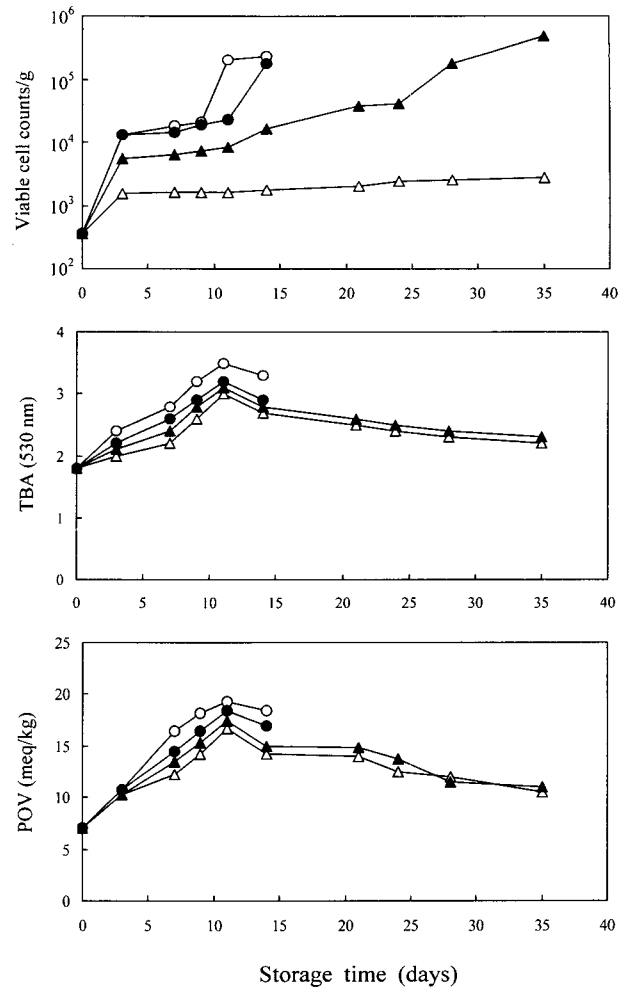 Viable cell counts/g
10⁶
10⁵
10⁴
10³
10²
0 5 10 15 20 25 30 35 40
TBA (530 nm)
4
3
2
1
0
0 5 10 15 20 25 30 35 40
POV (meq/kg)
25
20
15
10
5
0
0 5 10 15 20 25 30 35 40
Storage time (days)